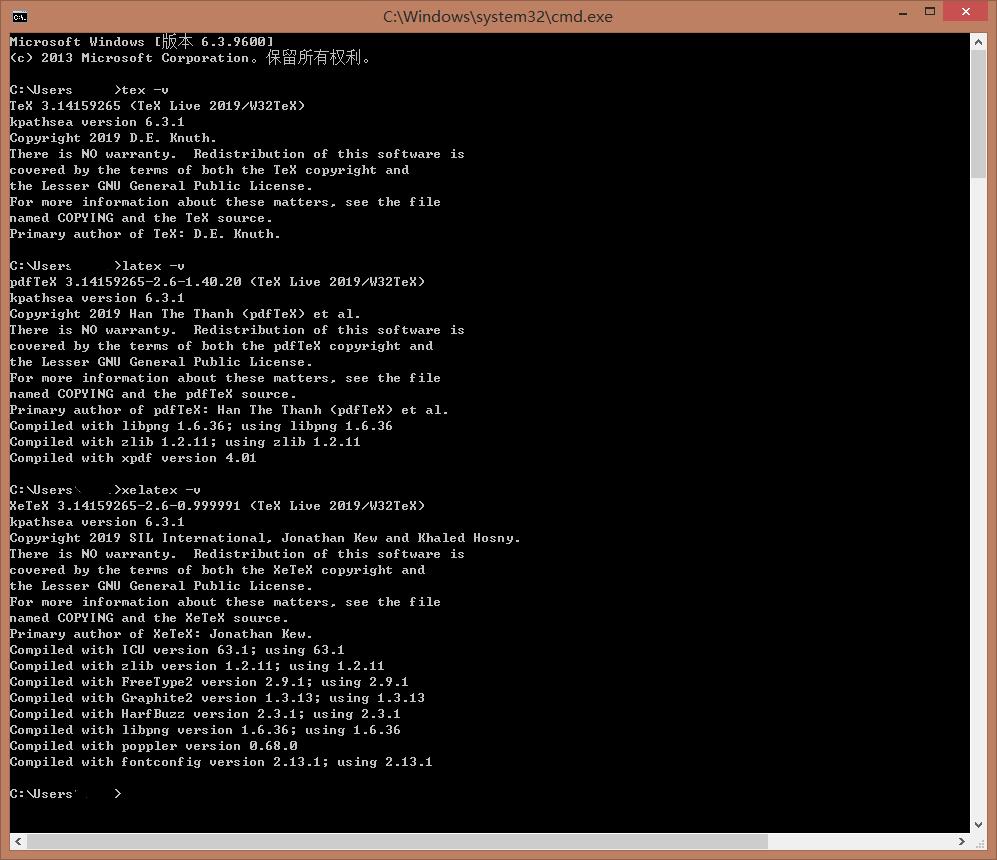 C:\Windows\system32\cmd.exe
Microsoft Windows [版本 6.3.9600]
(c) 2013 Microsoft Corporation。保留所有权利。
C:\Users >tex -v
TeX 3.14159265 (TeX Live 2019/W32TeX)
kpathsea version 6.3.1
Copyright 2019 D.E. Knuth.
There is NO warranty.  Redistribution of this software is
covered by the terms of both the TeX copyright and
the Lesser GNU General Public License.
For more information about these matters, see the file
named COPYING and the TeX source.
Primary author of TeX: D.E. Knuth.
C:\Users >latex -v
pdfTeX 3.14159265-2.6-1.40.20 (TeX Live 2019/W32TeX)
kpathsea version 6.3.1
Copyright 2019 Han The Thanh (pdfTeX) et al.
There is NO warranty.  Redistribution of this software is
covered by the terms of both the pdfTeX copyright and
the Lesser GNU General Public License.
For more information about these matters, see the file
named COPYING and the pdfTeX source.
Primary author of pdfTeX: Han The Thanh (pdfTeX) et al.
Compiled with libpng 1.6.36; using libpng 1.6.36
Compiled with zlib 1.2.11; using zlib 1.2.11
Compiled with xpdf version 4.01
C:\Users >xelatex -v
XeTeX 3.14159265-2.6-0.999991 (TeX Live 2019/W32TeX)
kpathsea version 6.3.1
Copyright 2019 SIL International, Jonathan Kew and Khaled Hosny.
There is NO warranty.  Redistribution of this software is
covered by the terms of both the XeTeX copyright and
the Lesser GNU General Public License.
For more information about these matters, see the file
named COPYING and the XeTeX source.
Primary author of XeTeX: Jonathan Kew.
Compiled with ICU version 63.1; using 63.1
Compiled with zlib version 1.2.11; using 1.2.11
Compiled with FreeType2 version 2.9.1; using 2.9.1
Compiled with Graphite2 version 1.3.13; using 1.3.13
Compiled with HarfBuzz version 2.3.1; using 2.3.1
Compiled with libpng version 1.6.36; using 1.6.36
Compiled with poppler version 0.68.0
Compiled with fontconfig version 2.13.1; using 2.13.1
C:\Users >